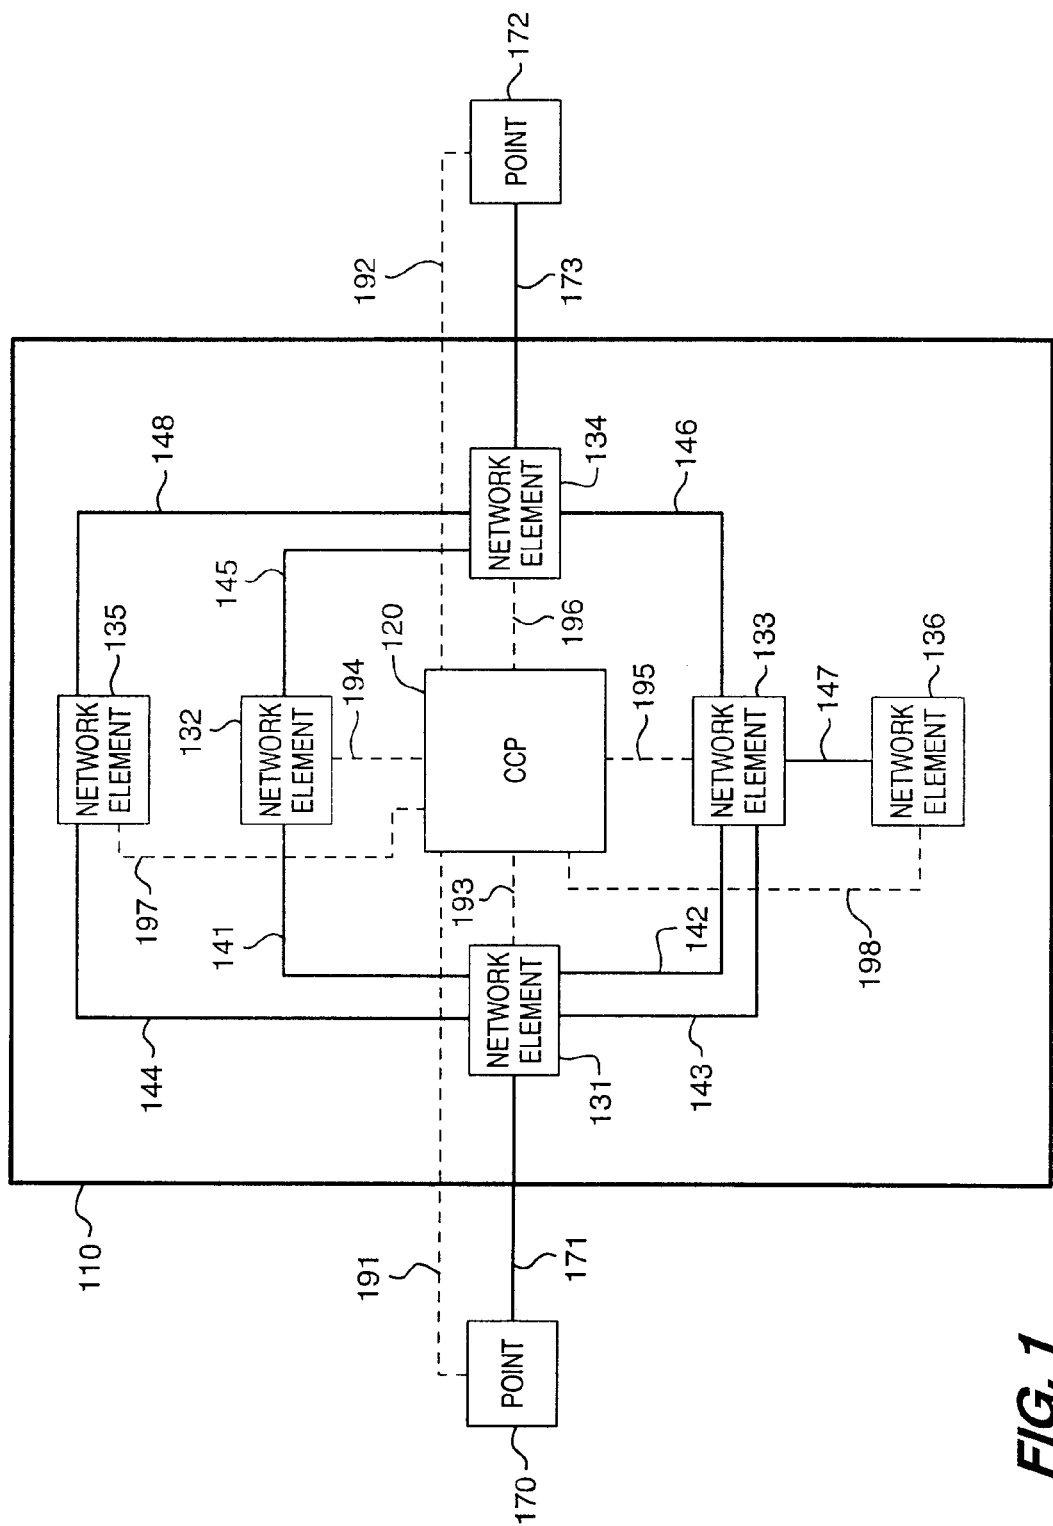 110
144
148
135
NETWORK
ELEMENT
197
141
145
132
NETWORK
ELEMENT
194
120
191
192
170
POINT
171
131
NETWORK
ELEMENT
193
CCP
196
NETWORK
ELEMENT
134
173
POINT
172
143
142
195
NETWORK
ELEMENT
133
146
198
147
NETWORK
ELEMENT
136
FIG. 1